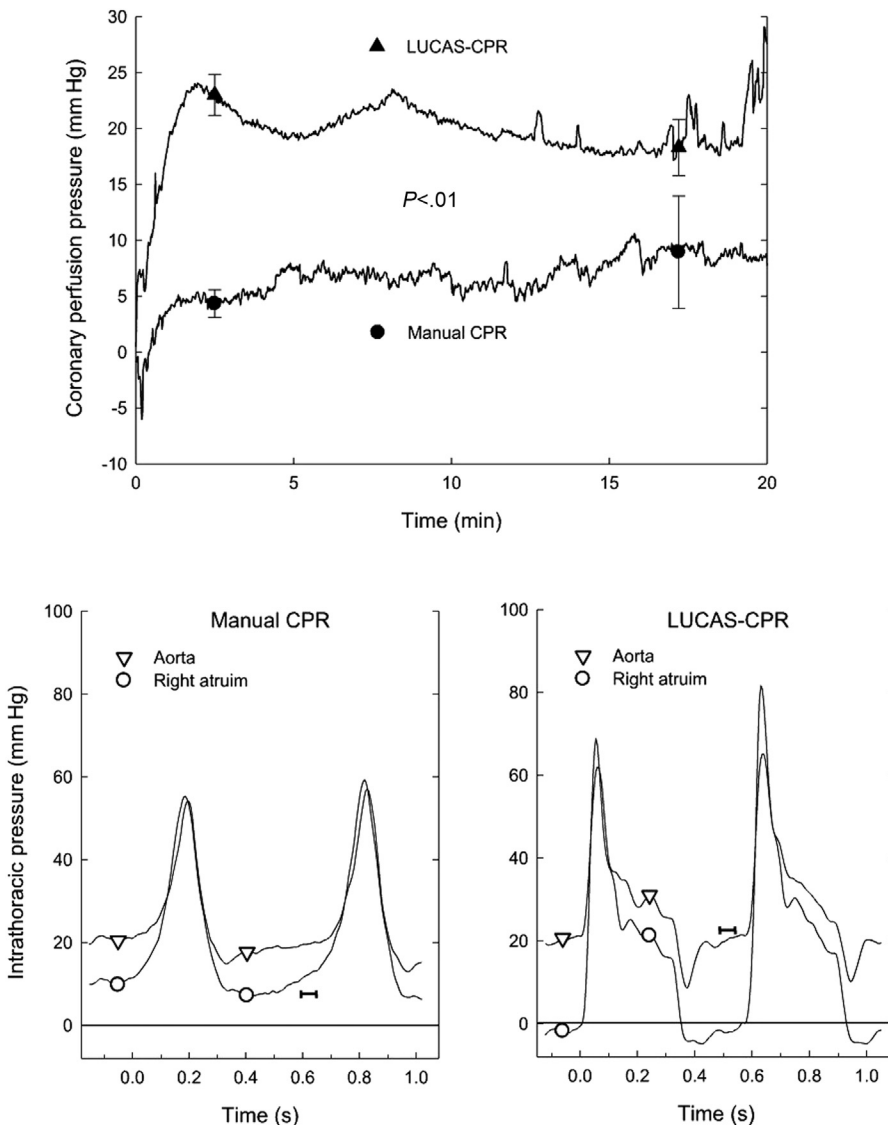 30
25
20
15
10
5
0
-5
-10
Coronary perfusion pressure (mm Hg)
LUCAS-CPR
P<.01
Manual CPR
0
5
10
15
20
Time (min)
100
80
60
40
20
0
Intrathoracic pressure (mm Hg)
Manual CPR
Aorta
Right atruim
0.0
0.2
0.4
0.6
0.8
1.0
Time (s)
100
80
60
40
20
0
LUCAS-CPR
Aorta
Right atruim
0.0
0.2
0.4
0.6
0.8
1.0
Time (s)